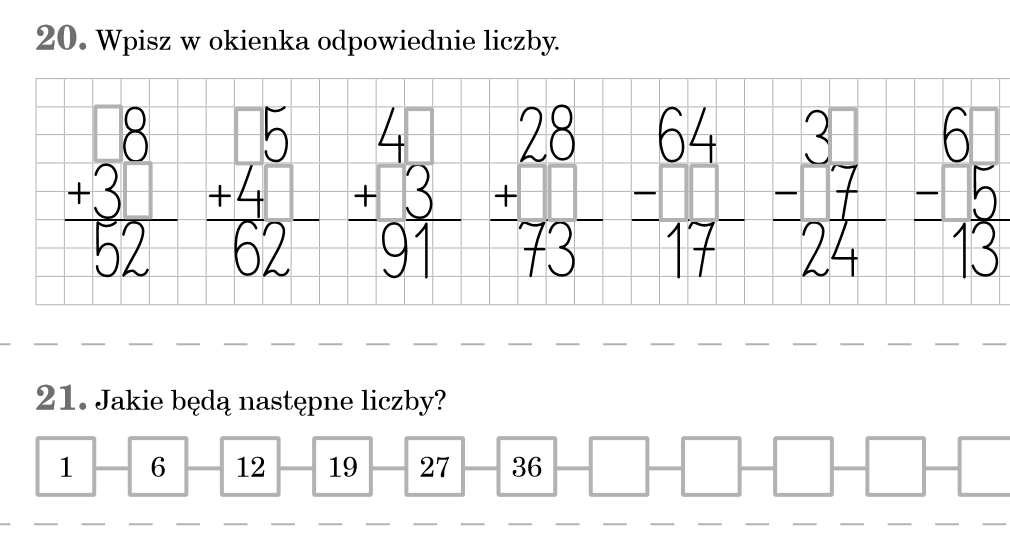 20. Wpisz w okienka odpowiednie liczby.
□8 □5 4□ 28 64 3□ 6□
+3□ +4□ +□3 +□□ −□□ −□7 −□5
52 62 91 73 17 24 13
21. Jakie będą następne liczby?
1 6 12 19 27 36